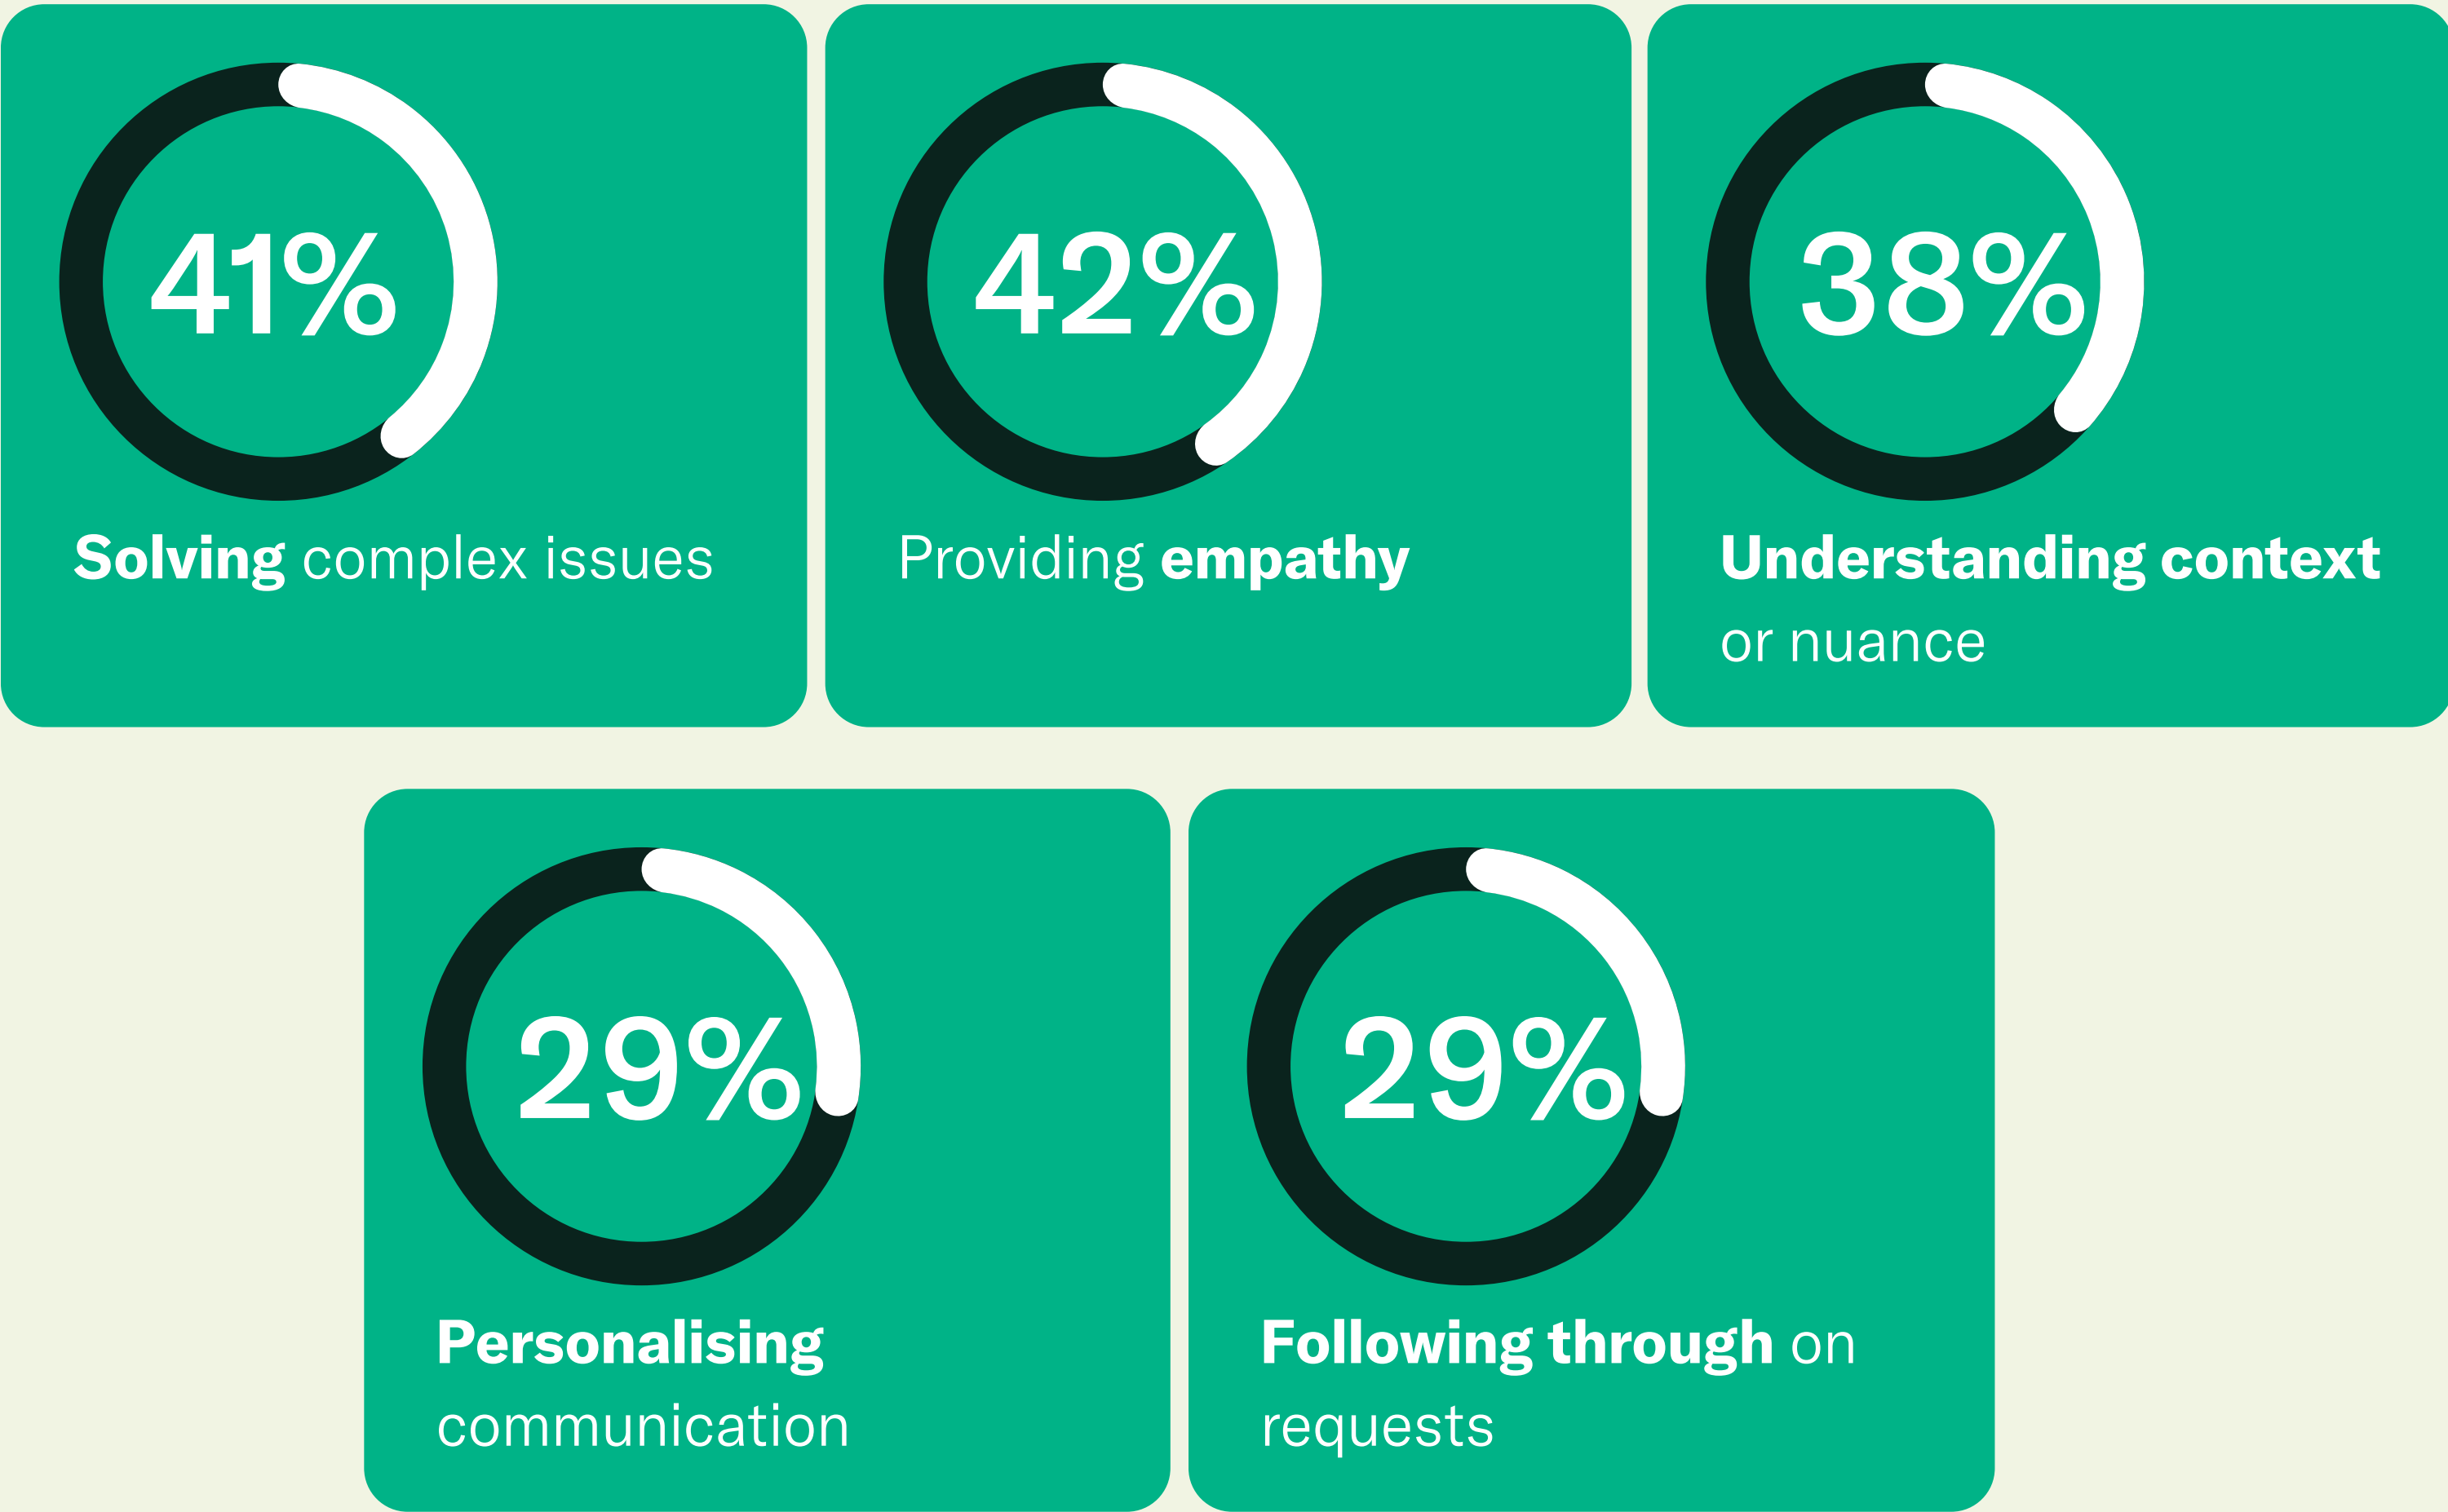 41%
Solving complex issues
42%
Providing empathy
38%
Understanding context
or nuance
29%
Personalising
communication
29%
Following through on
requests